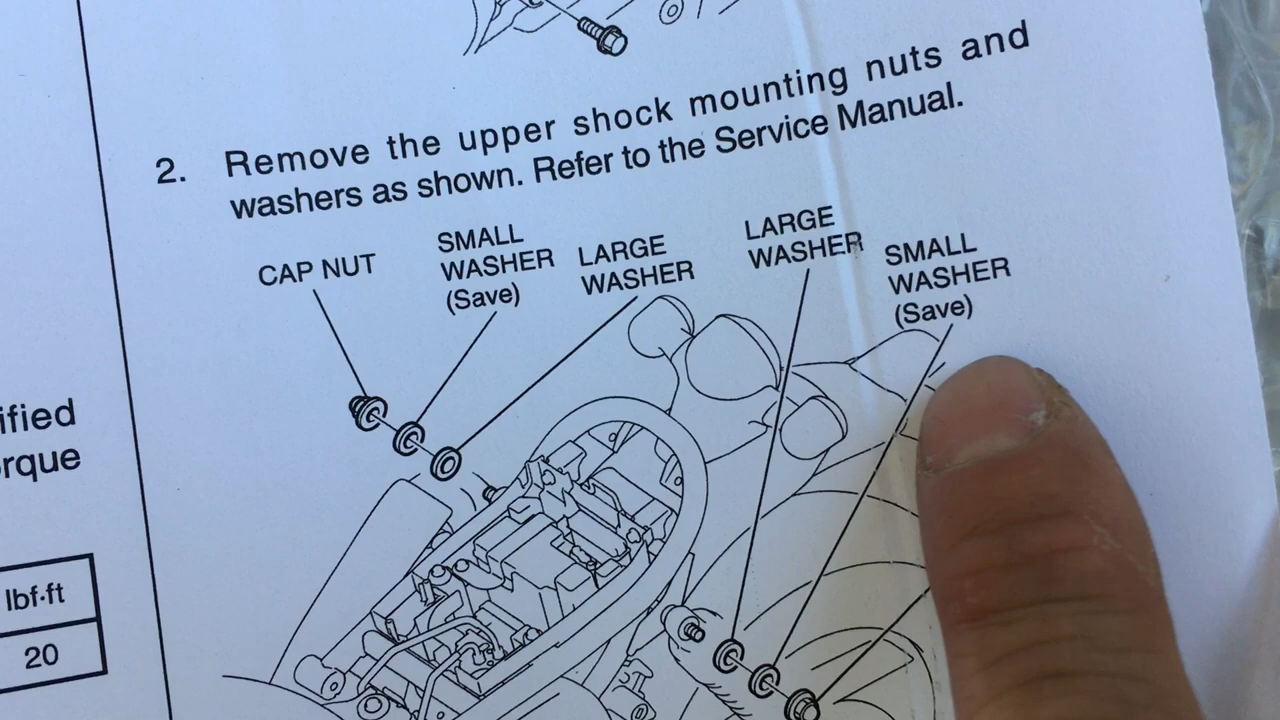 2. Remove the upper shock mounting nuts and
washers as shown. Refer to the Service Manual.
CAP NUT
SMALL
WASHER
(Save)
LARGE
WASHER
LARGE
WASHER
SMALL
WASHER
(Save)
ified
orque
lbf-ft
20